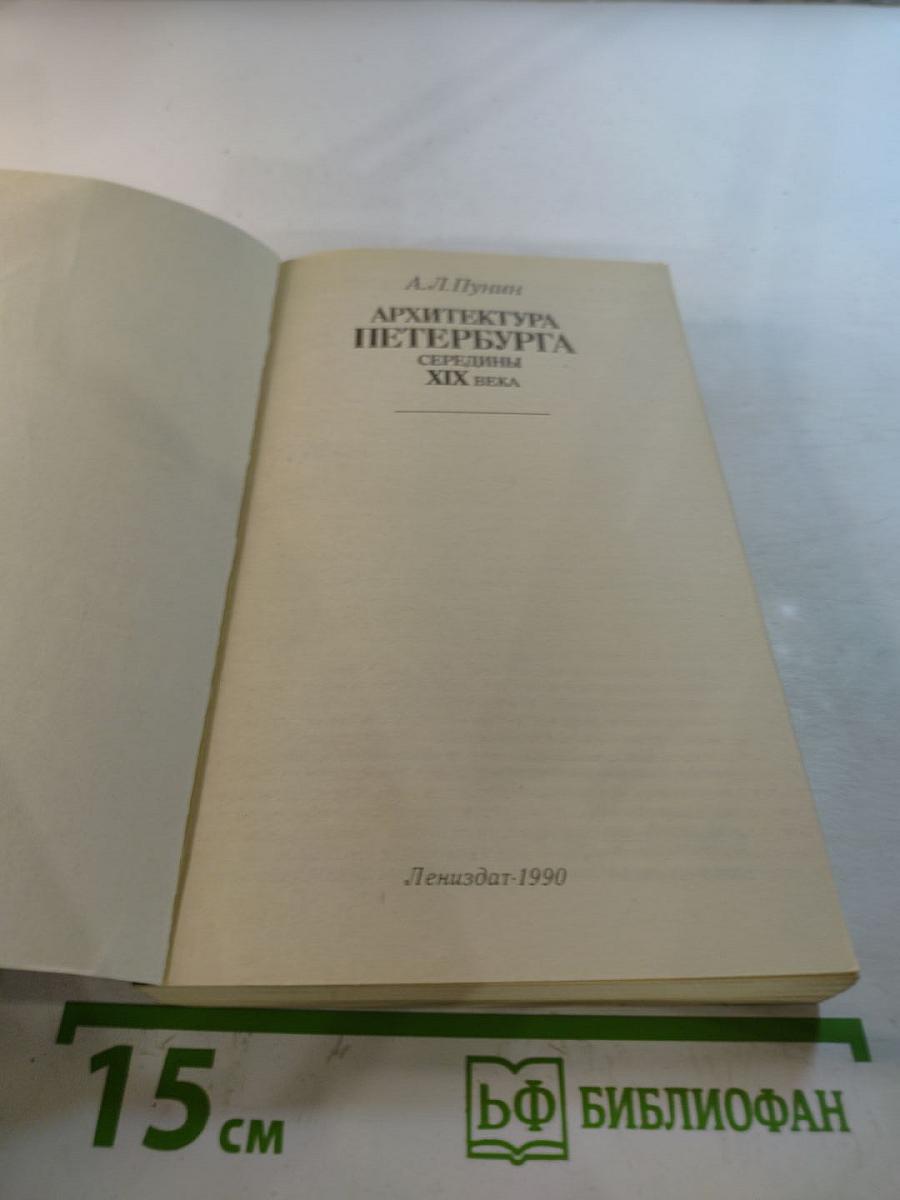 А.Л.Пунин
АРХИТЕКТУРА
ПЕТЕРБУРГА
СЕРЕДИНЫ
XIX ВЕКА
Лениздат·1990
15 см
ЬФ БИБЛИОФАН